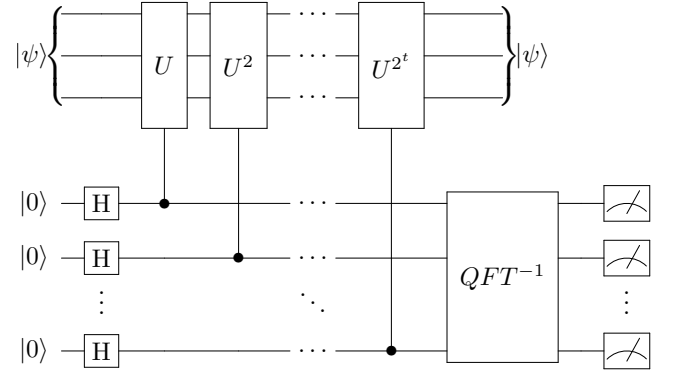 |ψ⟩ U U² ⋯ U^{2^t} |ψ⟩
⋯
⋯
|0⟩ H ⋯
|0⟩ H ⋯
⋮ ⋱ QFT⁻¹ ⋮
|0⟩ H ⋯